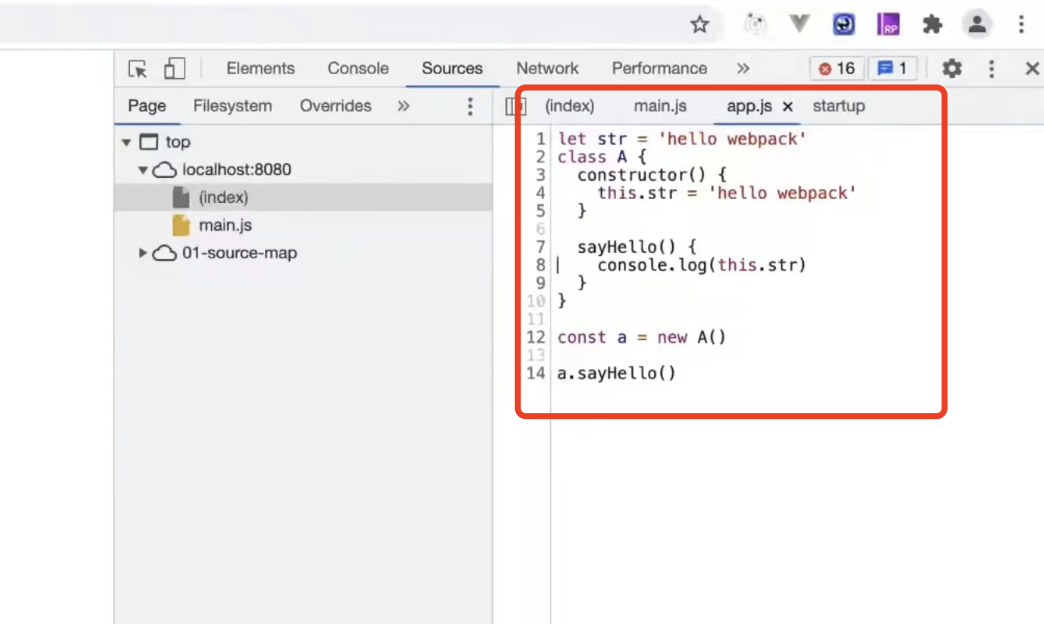 RP
Elements Console Sources Network Performance » 16 1
Page Filesystem Overrides » (index) main.js app.js × startup
top
localhost:8080
(index)
main.js
01-source-map
1 let str = 'hello webpack'
2 class A {
3 constructor() {
4 this.str = 'hello webpack'
5 }
6
7 sayHello() {
8 console.log(this.str)
9 }
10 }
11
12 const a = new A()
13
14 a.sayHello()